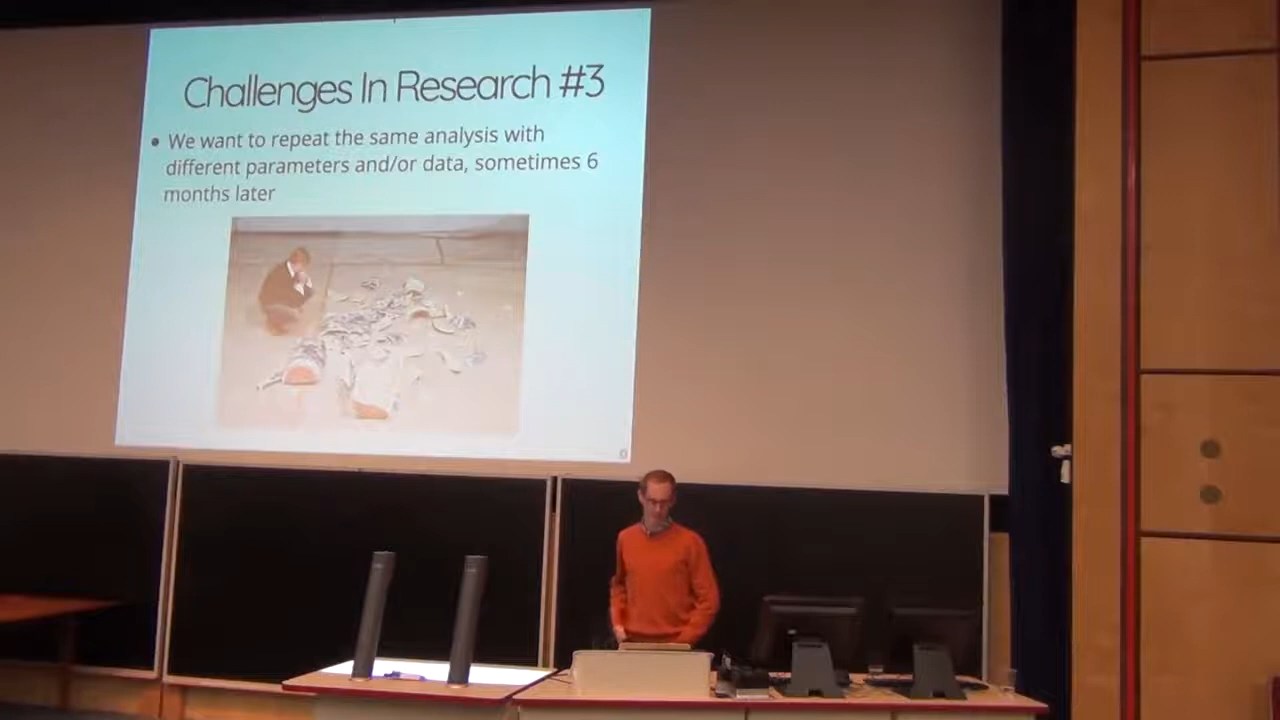 Challenges In Research #3
• We want to repeat the same analysis with
different parameters and/or data, sometimes 6
months later